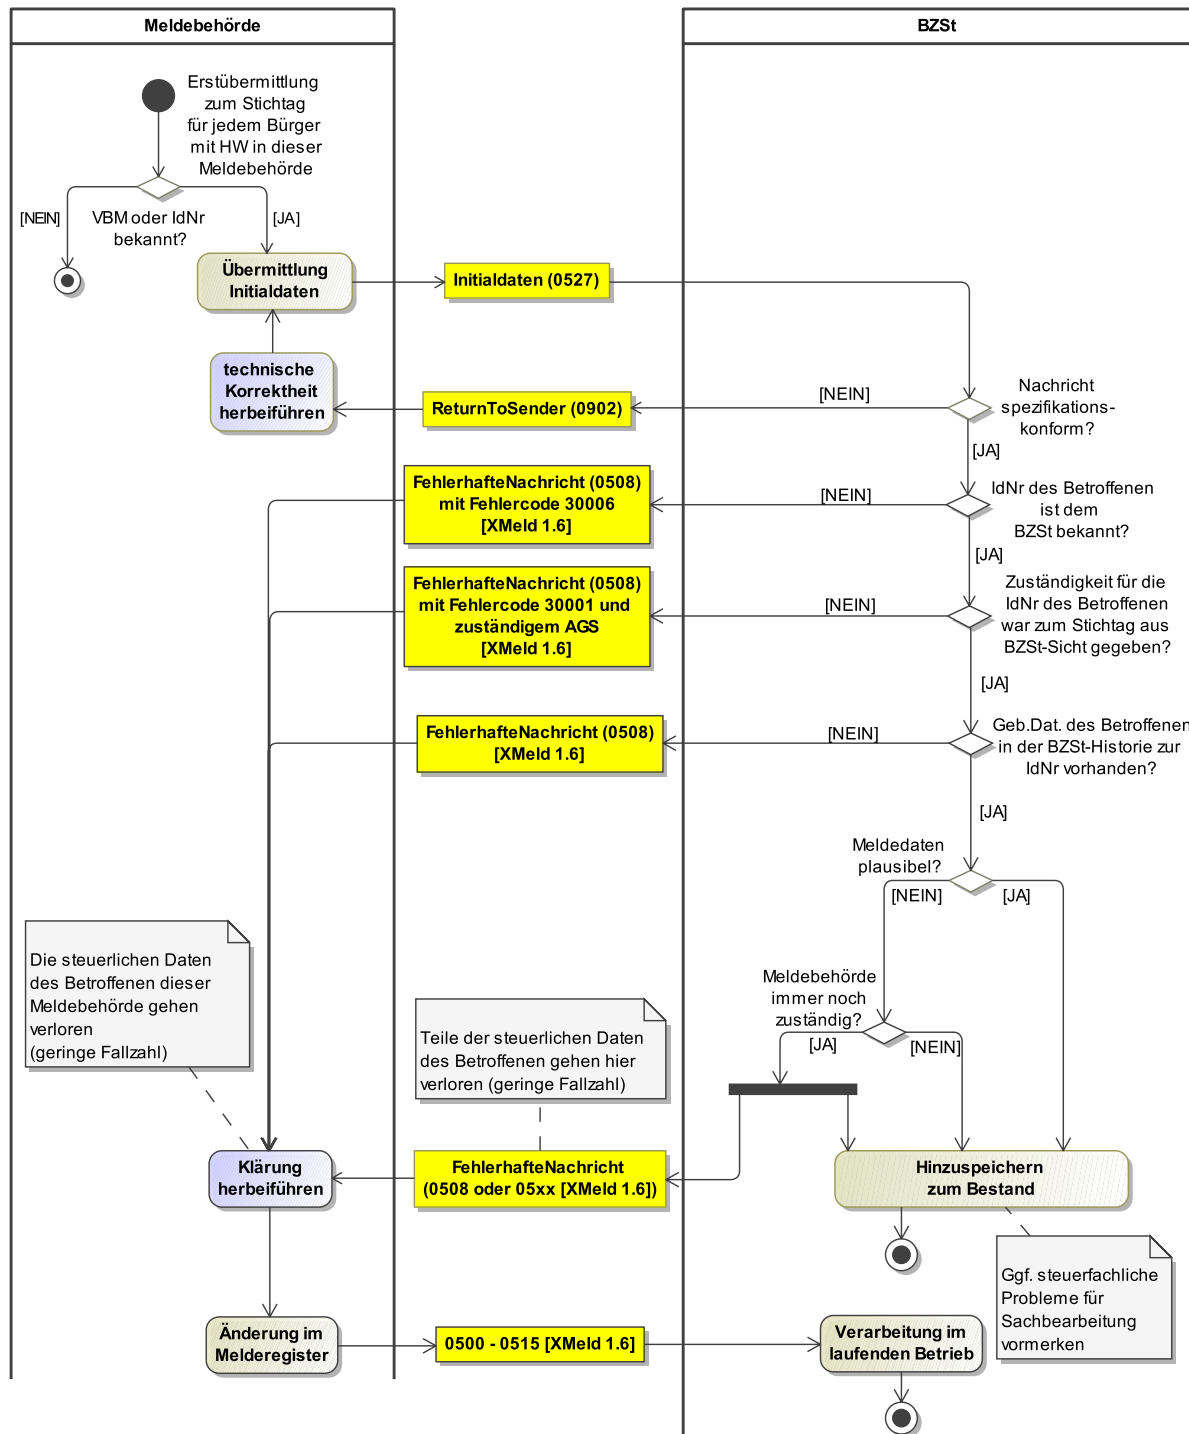 Meldebehörde
BZSt
Erstübermittlung
zum Stichtag
für jedem Bürger
mit HW in dieser
Meldebehörde
[NEIN]
VBM oder IdNr
bekannt?
[JA]
Übermittlung
Initialdaten
Initialdaten (0527)
technische
Korrektheit
herbeiführen
ReturnToSender (0902)
[NEIN]
Nachricht
spezifikations-
konform?
[JA]
FehlerhafteNachricht (0508)
mit Fehlercode 30006
[XMeld 1.6]
[NEIN]
IdNr des Betroffenen
ist dem
BZSt bekannt?
[JA]
FehlerhafteNachricht (0508)
mit Fehlercode 30001 und
zuständigem AGS
[XMeld 1.6]
[NEIN]
Zuständigkeit für die
IdNr des Betroffenen
war zum Stichtag aus
BZSt-Sicht gegeben?
[JA]
FehlerhafteNachricht (0508)
[XMeld 1.6]
[NEIN]
Geb.Dat. des Betroffenen
in der BZSt-Historie zur
IdNr vorhanden?
[JA]
Meldedaten
plausibel?
[NEIN]
[JA]
Die steuerlichen Daten
des Betroffenen dieser
Meldebehörde gehen
verloren
(geringe Fallzahl)
Meldebehörde
immer noch
zuständig?
[JA]
[NEIN]
Teile der steuerlichen Daten
des Betroffenen gehen hier
verloren (geringe Fallzahl)
Klärung
herbeiführen
FehlerhafteNachricht
(0508 oder 05xx [XMeld 1.6])
Hinzuspeichern
zum Bestand
Ggf. steuerfachliche
Probleme für
Sachbearbeitung
vormerken
Änderung im
Melderegister
0500 - 0515 [XMeld 1.6]
Verarbeitung im
laufenden Betrieb